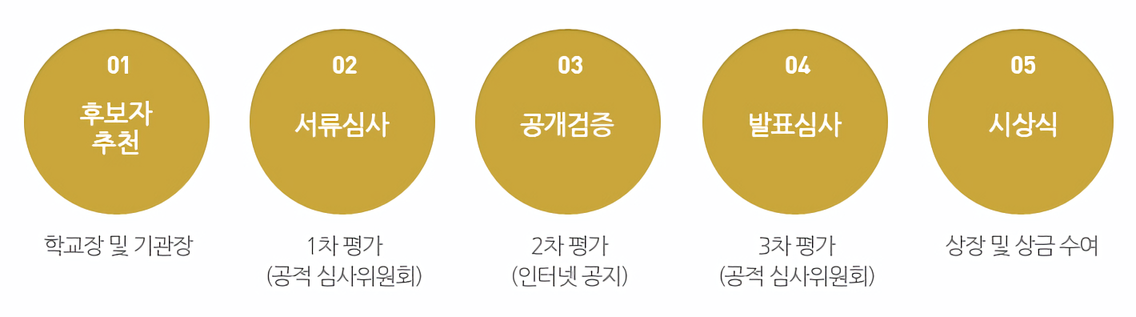 01
후보자
추천
학교장 및 기관장
02
서류심사
1차 평가
(공적 심사위원회)
03
공개검증
2차 평가
(인터넷 공지)
04
발표심사
3차 평가
(공적 심사위원회)
05
시상식
상장 및 상금 수여